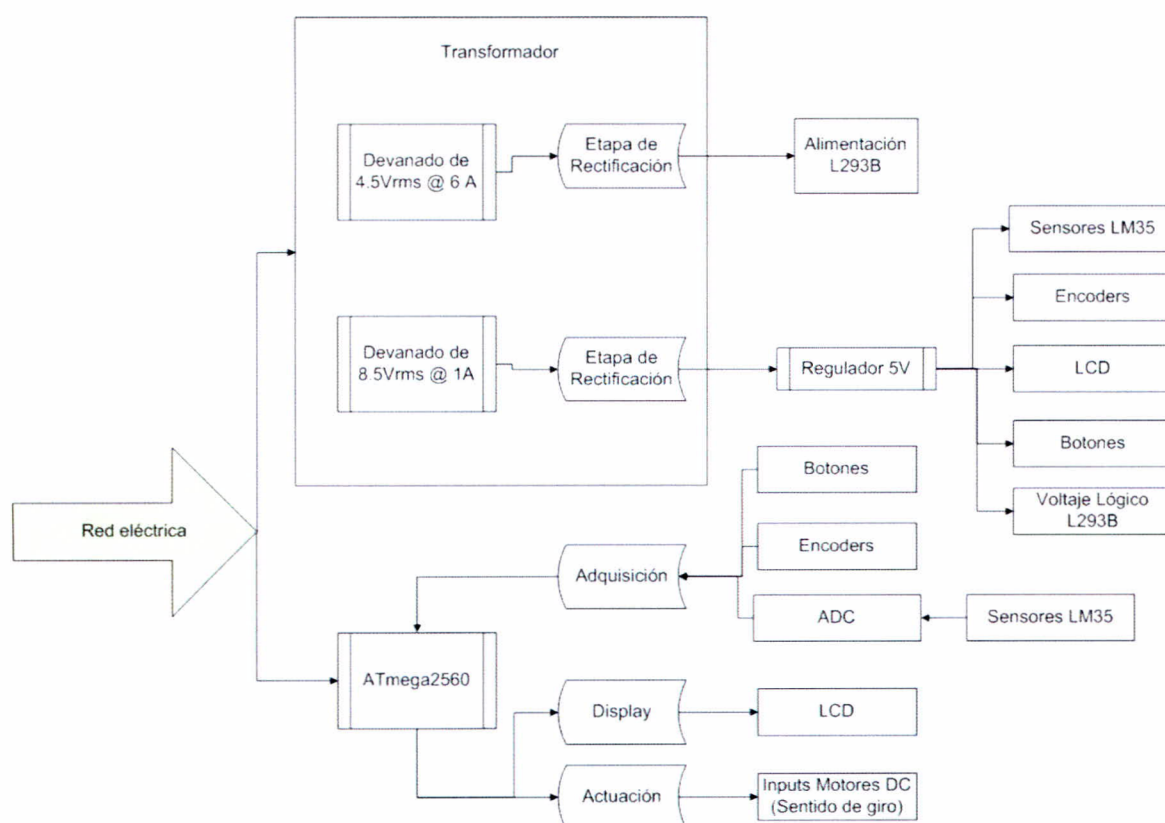 Transformador
Devanado de
4.5Vrms @ 6 A
Etapa de
Rectificación
Alimentación
L293B
Sensores LM35
Encoders
Devanado de
8.5Vrms @ 1A
Etapa de
Rectificación
Regulador 5V
LCD
Botones
Voltaje Lógico
L293B
Red eléctrica
Botones
Encoders
Adquisición
ADC
Sensores LM35
ATmega2560
Display
LCD
Actuación
Inputs Motores DC
(Sentido de giro)